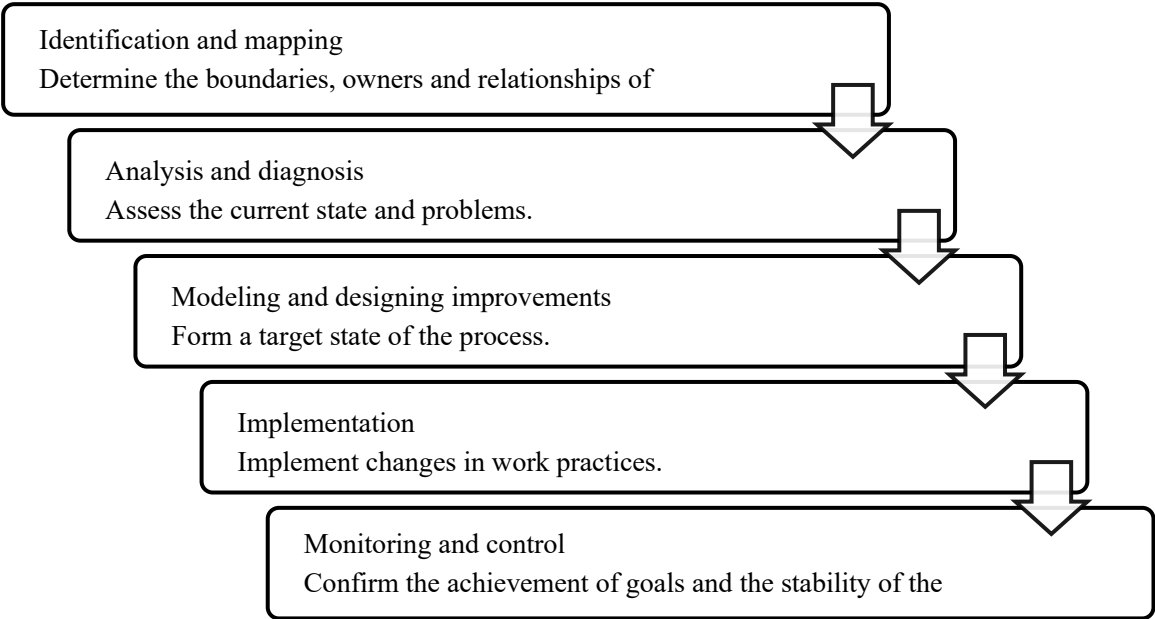 Identification and mapping
Determine the boundaries, owners and relationships of
Analysis and diagnosis
Assess the current state and problems.
Modeling and designing improvements
Form a target state of the process.
Implementation
Implement changes in work practices.
Monitoring and control
Confirm the achievement of goals and the stability of the